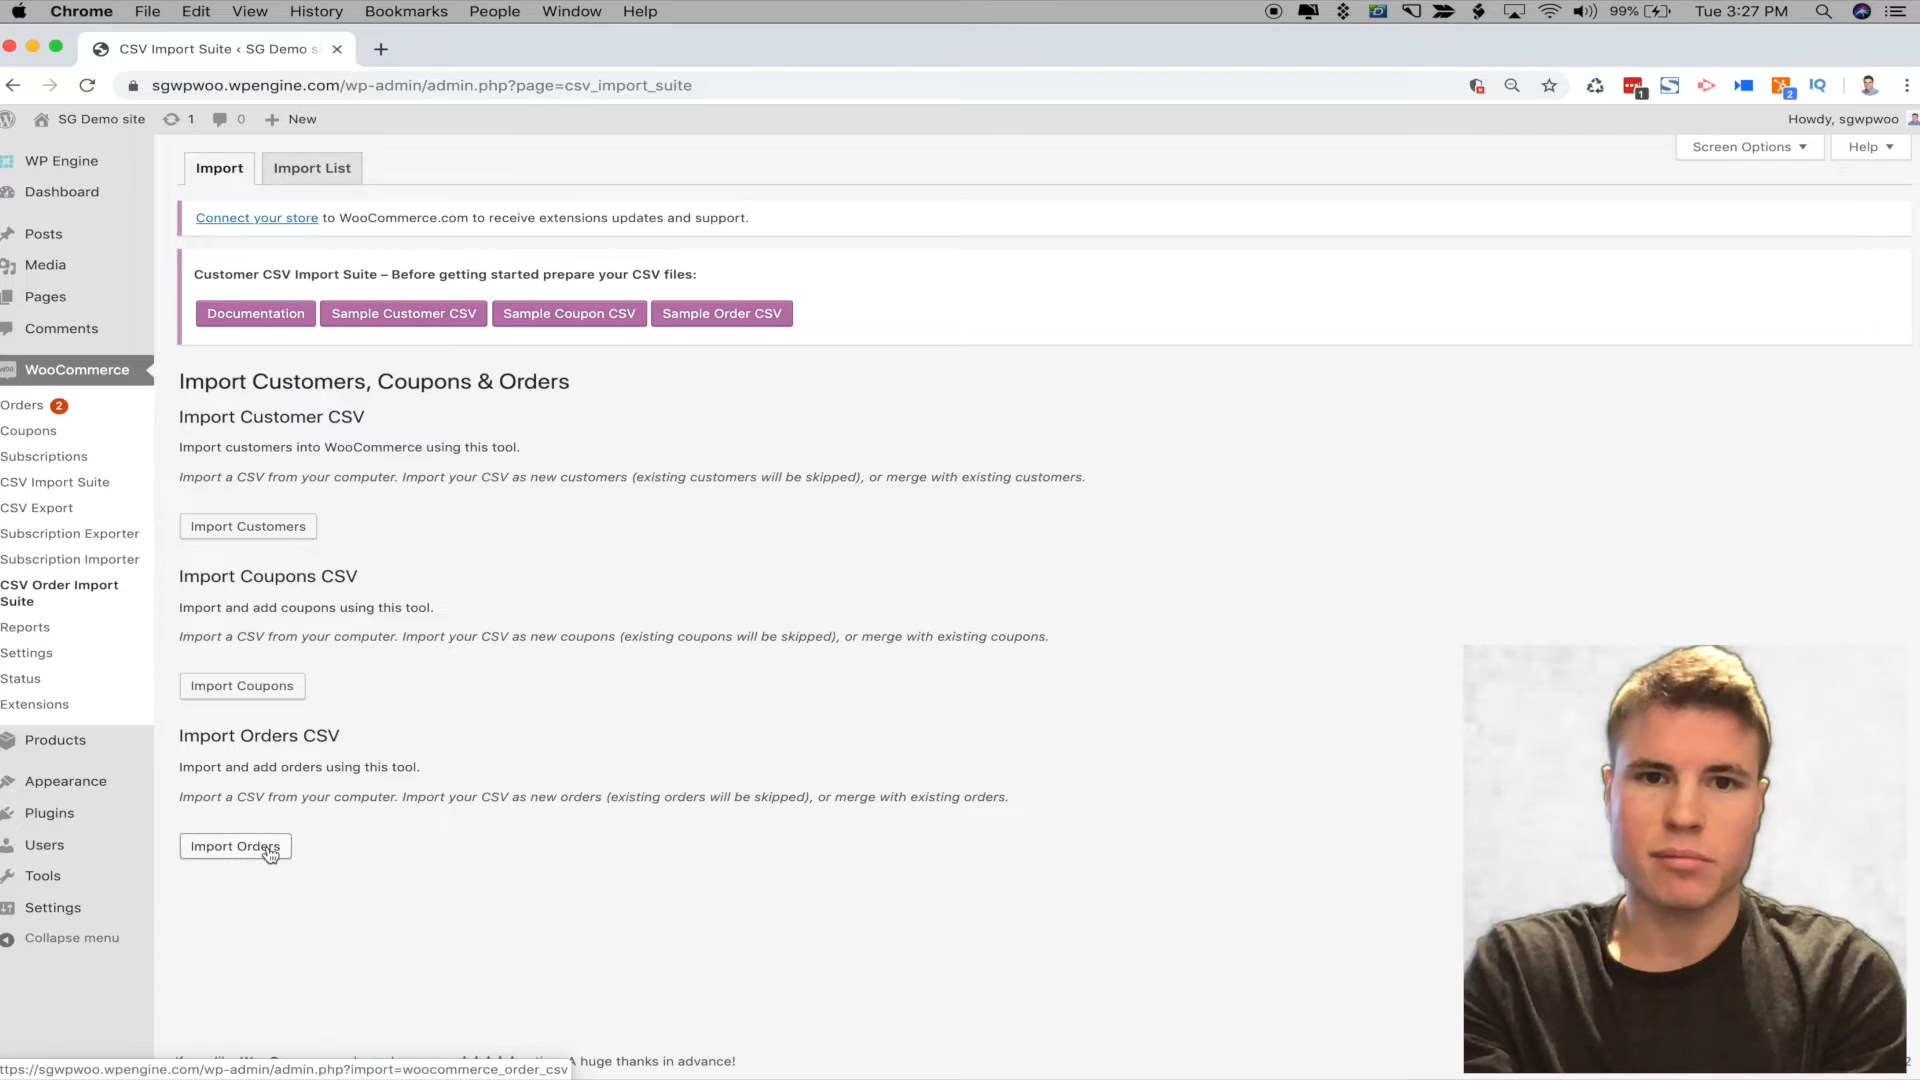 Chrome File Edit View History Bookmarks People Window Help 99% Tue 3:27 PM
CSV Import Suite ‹ SG Demo s
sgwpwoo.wpengine.com/wp-admin/admin.php?page=csv_import_suite
1 2 IQ
SG Demo site 1 0 New Howdy, sgwpwoo
WP Engine
Dashboard
Posts
Media
Pages
Comments
WooCommerce
Orders 2
Coupons
Subscriptions
CSV Import Suite
CSV Export
Subscription Exporter
Subscription Importer
CSV Order Import
Suite
Reports
Settings
Status
Extensions
Products
Appearance
Plugins
Users
Tools
Settings
Collapse menu
Screen Options Help
Import Import List
Connect your store to WooCommerce.com to receive extensions updates and support.
Customer CSV Import Suite – Before getting started prepare your CSV files:
Documentation Sample Customer CSV Sample Coupon CSV Sample Order CSV
Import Customers, Coupons & Orders
Import Customer CSV
Import customers into WooCommerce using this tool.
Import a CSV from your computer. Import your CSV as new customers (existing customers will be skipped), or merge with existing customers.
Import Customers
Import Coupons CSV
Import and add coupons using this tool.
Import a CSV from your computer. Import your CSV as new coupons (existing coupons will be skipped), or merge with existing coupons.
Import Coupons
Import Orders CSV
Import and add orders using this tool.
Import a CSV from your computer. Import your CSV as new orders (existing orders will be skipped), or merge with existing orders.
Import Orders
A huge thanks in advance!
ttps://sgwpwoo.wpengine.com/wp-admin/admin.php?import=woocommerce_order_csv